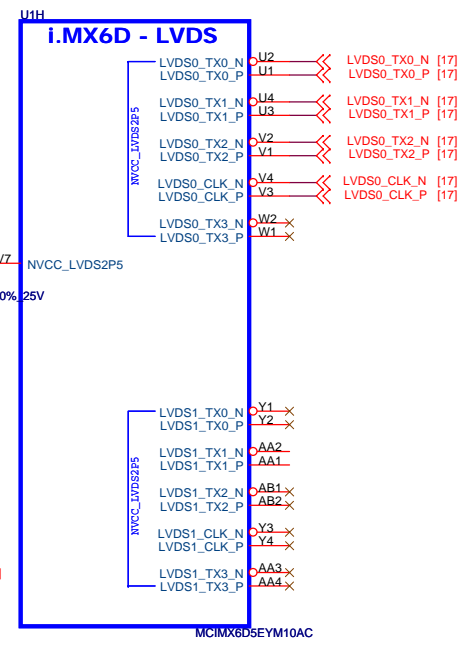 U1H
i.MX6D - LVDS
LVDS0_TX0_N U2 LVDS0_TX0_N [17]
LVDS0_TX0_P U1 LVDS0_TX0_P [17]
LVDS0_TX1_N U4 LVDS0_TX1_N [17]
LVDS0_TX1_P U3 LVDS0_TX1_P [17]
NVCC_LVDS2P5
LVDS0_TX2_N V2 LVDS0_TX2_N [17]
LVDS0_TX2_P V1 LVDS0_TX2_P [17]
LVDS0_CLK_N V4 LVDS0_CLK_N [17]
LVDS0_CLK_P V3 LVDS0_CLK_P [17]
LVDS0_TX3_N W2
LVDS0_TX3_P W1
V7 NVCC_LVDS2P5
0%_25V
LVDS1_TX0_N Y1
LVDS1_TX0_P Y2
LVDS1_TX1_N AA2
LVDS1_TX1_P AA1
NVCC_LVDS2P5
LVDS1_TX2_N AB1
LVDS1_TX2_P AB2
LVDS1_CLK_N Y3
LVDS1_CLK_P Y4
LVDS1_TX3_N AA3
LVDS1_TX3_P AA4
MCIMX6D5EYM10AC